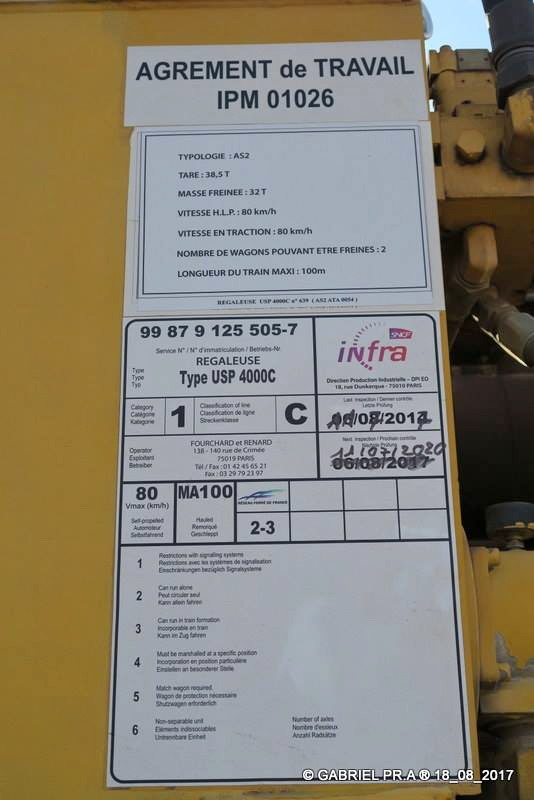 AGREMENT de TRAVAIL
IPM 01026
TYPOLOGIE : AS2
TARE : 38,5 T
MASSE FREINEE : 32 T
VITESSE H.L.P. : 80 km/h
VITESSE EN TRACTION : 80 km/h
NOMBRE DE WAGONS POUVANT ETRE FREINES : 2
LONGUEUR DU TRAIN MAXI : 100m
REGALEUSE USP 4000C n° 639 ( AS2 ATA 0054 )
99 87 9 125 505-7
Service N° / N° d'immatriculation / Betriebs-Nr.
REGALEUSE
Type
Type
Typ
Type USP 4000C
SNCF
infra
Direction Production Industrielle – DPI EO
18, rue Dunkerque - 75010 PARIS
Category
Catégorie
Kategorie
1
Classification of line
Classification de ligne
Streckenklasse
C
Last. Inspection / Dernier contrôle
Letzte Prüfung
/08/201
Next. Inspection / Prochain contrôle
Nächste Prüfung
11/07/2020
06/08/2017
Operator
Exploitant
Betreiber
FOURCHARD et RENARD
138 - 140 rue de Crimée
75019 PARIS
Tél / Fax : 01 42 45 65 21
Fax : 03 29 79 23 97
80
Vmax (km/h)
Self-propelled
Automoteur
Selbstfahrend
MA100
Hauled
Remorqué
Geschleppt
RÉSEAU FERRÉ DE FRANCE
2-3
1
Restrictions with signaling systems
Restrictions avec les systèmes de signalisation
Einschränkungen bezüglich Signalsysteme
2
Can run alone
Peut circuler seul
Kann allein fahren
3
Can run in train formation
Incorporable en train
Kann im Zug fahren
4
Must be marshalled at a specific position
Incorporation en position particulière
Einstellen an besonderer Stelle
5
Match wagon required
Wagon de protection nécessaire
Shutzwagen erforderlich
6
Non-separable unit
Eléments indissociables
Untrennbare Einheit
Number of axles
Nombre d'essieux
Anzahl Radsätze
© GABRIEL PR.A ® 18_08_2017